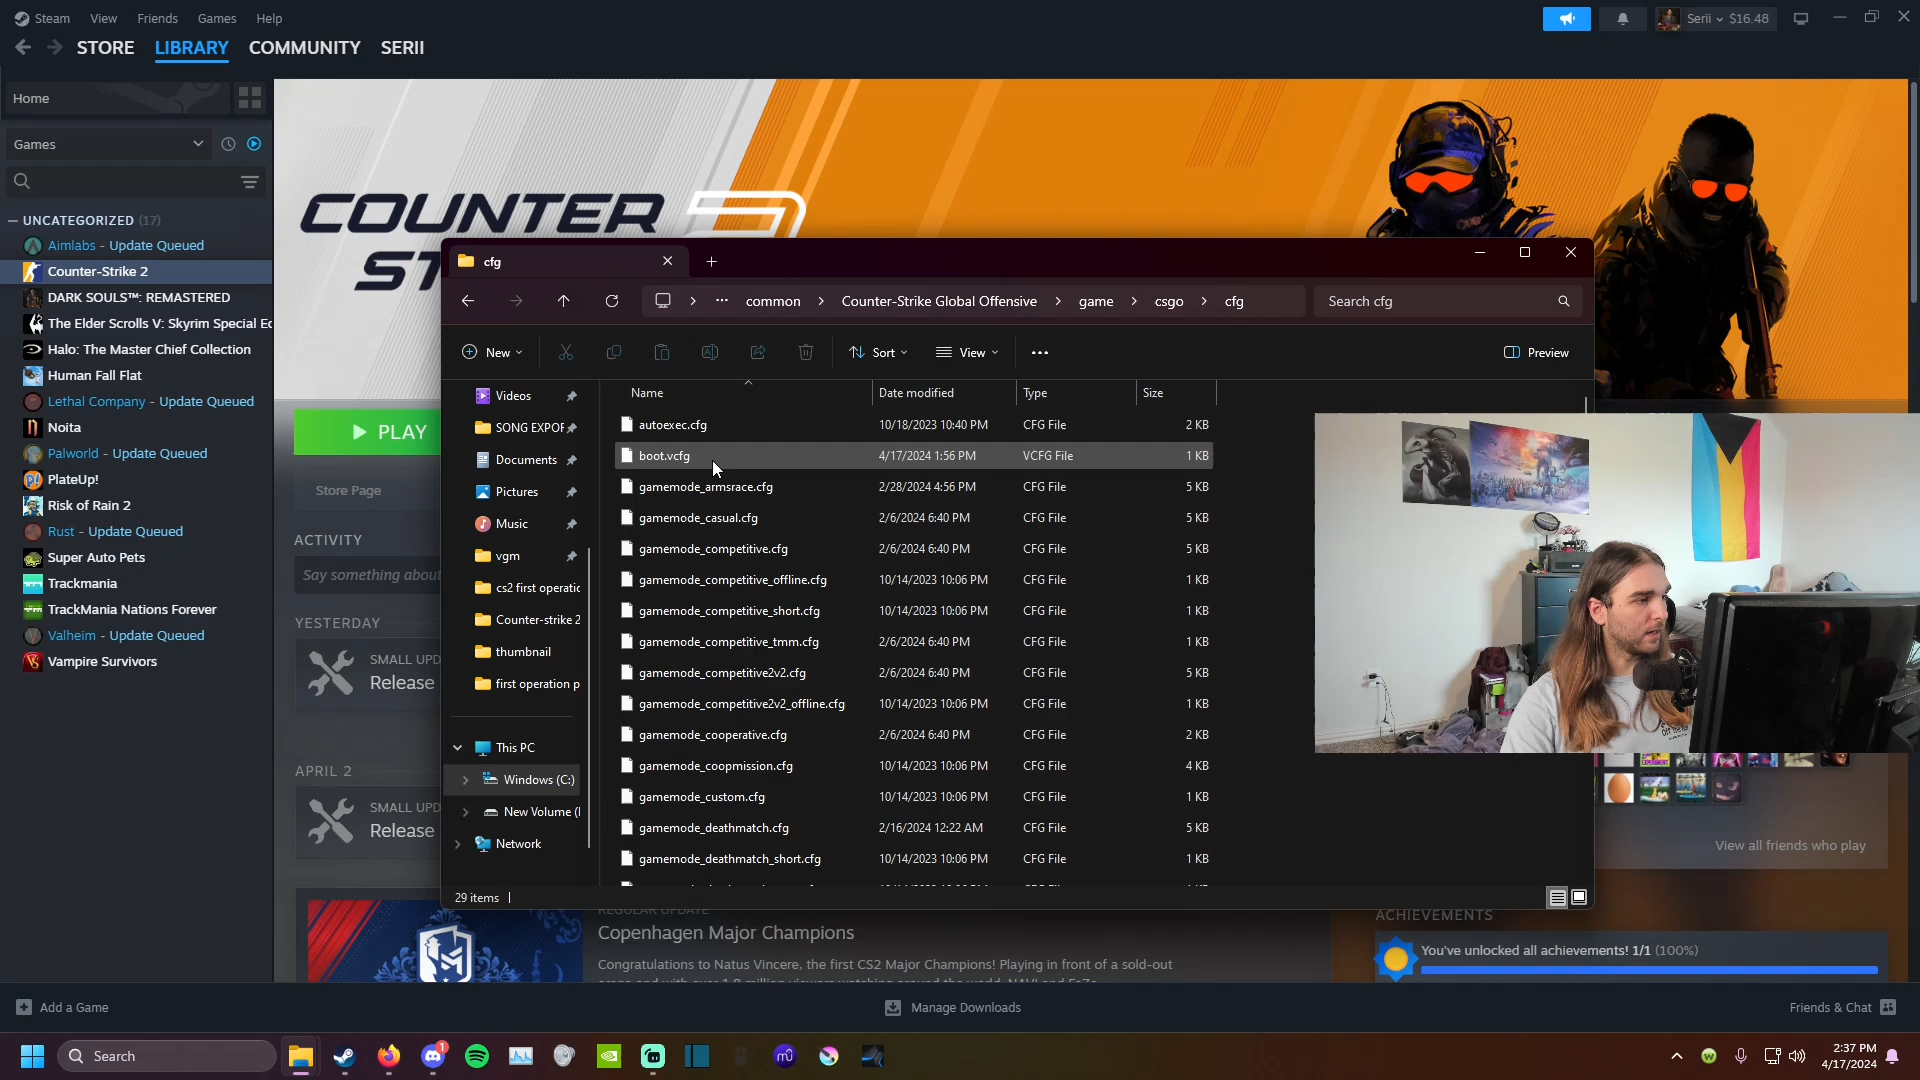 Steam View Friends Games Help
Serii $16.48
STORE LIBRARY COMMUNITY SERII
Home
Games
UNCATEGORIZED (17)
Aimlabs - Update Queued
Counter-Strike 2
DARK SOULS™: REMASTERED
The Elder Scrolls V: Skyrim Special Ec
Halo: The Master Chief Collection
Human Fall Flat
Lethal Company - Update Queued
Noita
Palworld - Update Queued
PlateUp!
Risk of Rain 2
Rust - Update Queued
Super Auto Pets
Trackmania
TrackMania Nations Forever
Valheim - Update Queued
Vampire Survivors
COUNTER
ST
PLAY
Store Page
ACTIVITY
Say something about
YESTERDAY
SMALL UPD
Release
APRIL 2
SMALL UPD
Release
cfg
common Counter-Strike Global Offensive game csgo cfg
Search cfg
New Sort View Preview
Videos
SONG EXPOF
Documents
Pictures
Music
vgm
cs2 first operatic
Counter-strike 2
thumbnail
first operation p
This PC
Windows (C:)
New Volume (
Network
Name Date modified Type Size
autoexec.cfg 10/18/2023 10:40 PM CFG File 2 KB
boot.vcfg 4/17/2024 1:56 PM VCFG File 1 KB
gamemode_armsrace.cfg 2/28/2024 4:56 PM CFG File 5 KB
gamemode_casual.cfg 2/6/2024 6:40 PM CFG File 5 KB
gamemode_competitive.cfg 2/6/2024 6:40 PM CFG File 5 KB
gamemode_competitive_offline.cfg 10/14/2023 10:06 PM CFG File 1 KB
gamemode_competitive_short.cfg 10/14/2023 10:06 PM CFG File 1 KB
gamemode_competitive_tmm.cfg 2/6/2024 6:40 PM CFG File 1 KB
gamemode_competitive2v2.cfg 2/6/2024 6:40 PM CFG File 5 KB
gamemode_competitive2v2_offline.cfg 10/14/2023 10:06 PM CFG File 1 KB
gamemode_cooperative.cfg 2/6/2024 6:40 PM CFG File 2 KB
gamemode_coopmission.cfg 10/14/2023 10:06 PM CFG File 4 KB
gamemode_custom.cfg 10/14/2023 10:06 PM CFG File 1 KB
gamemode_deathmatch.cfg 2/16/2024 12:22 AM CFG File 5 KB
gamemode_deathmatch_short.cfg 10/14/2023 10:06 PM CFG File 1 KB
29 items
View all friends who play
REGULAR UPDATE
Copenhagen Major Champions
Congratulations to Natus Vincere, the first CS2 Major Champions! Playing in front of a sold-out
ACHIEVEMENTS
You've unlocked all achievements! 1/1 (100%)
Add a Game
Manage Downloads
Friends & Chat
Search
1
2:37 PM
4/17/2024